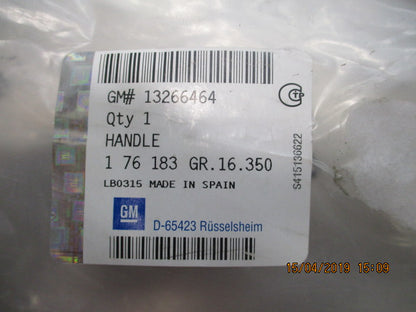 GM# 13266464
Qty 1
HANDLE
1 76 183 GR.16.350
LB0315 MADE IN SPAIN
GM
D-65423 Rüsselsheim
S415136622
15/04/2019 15:09